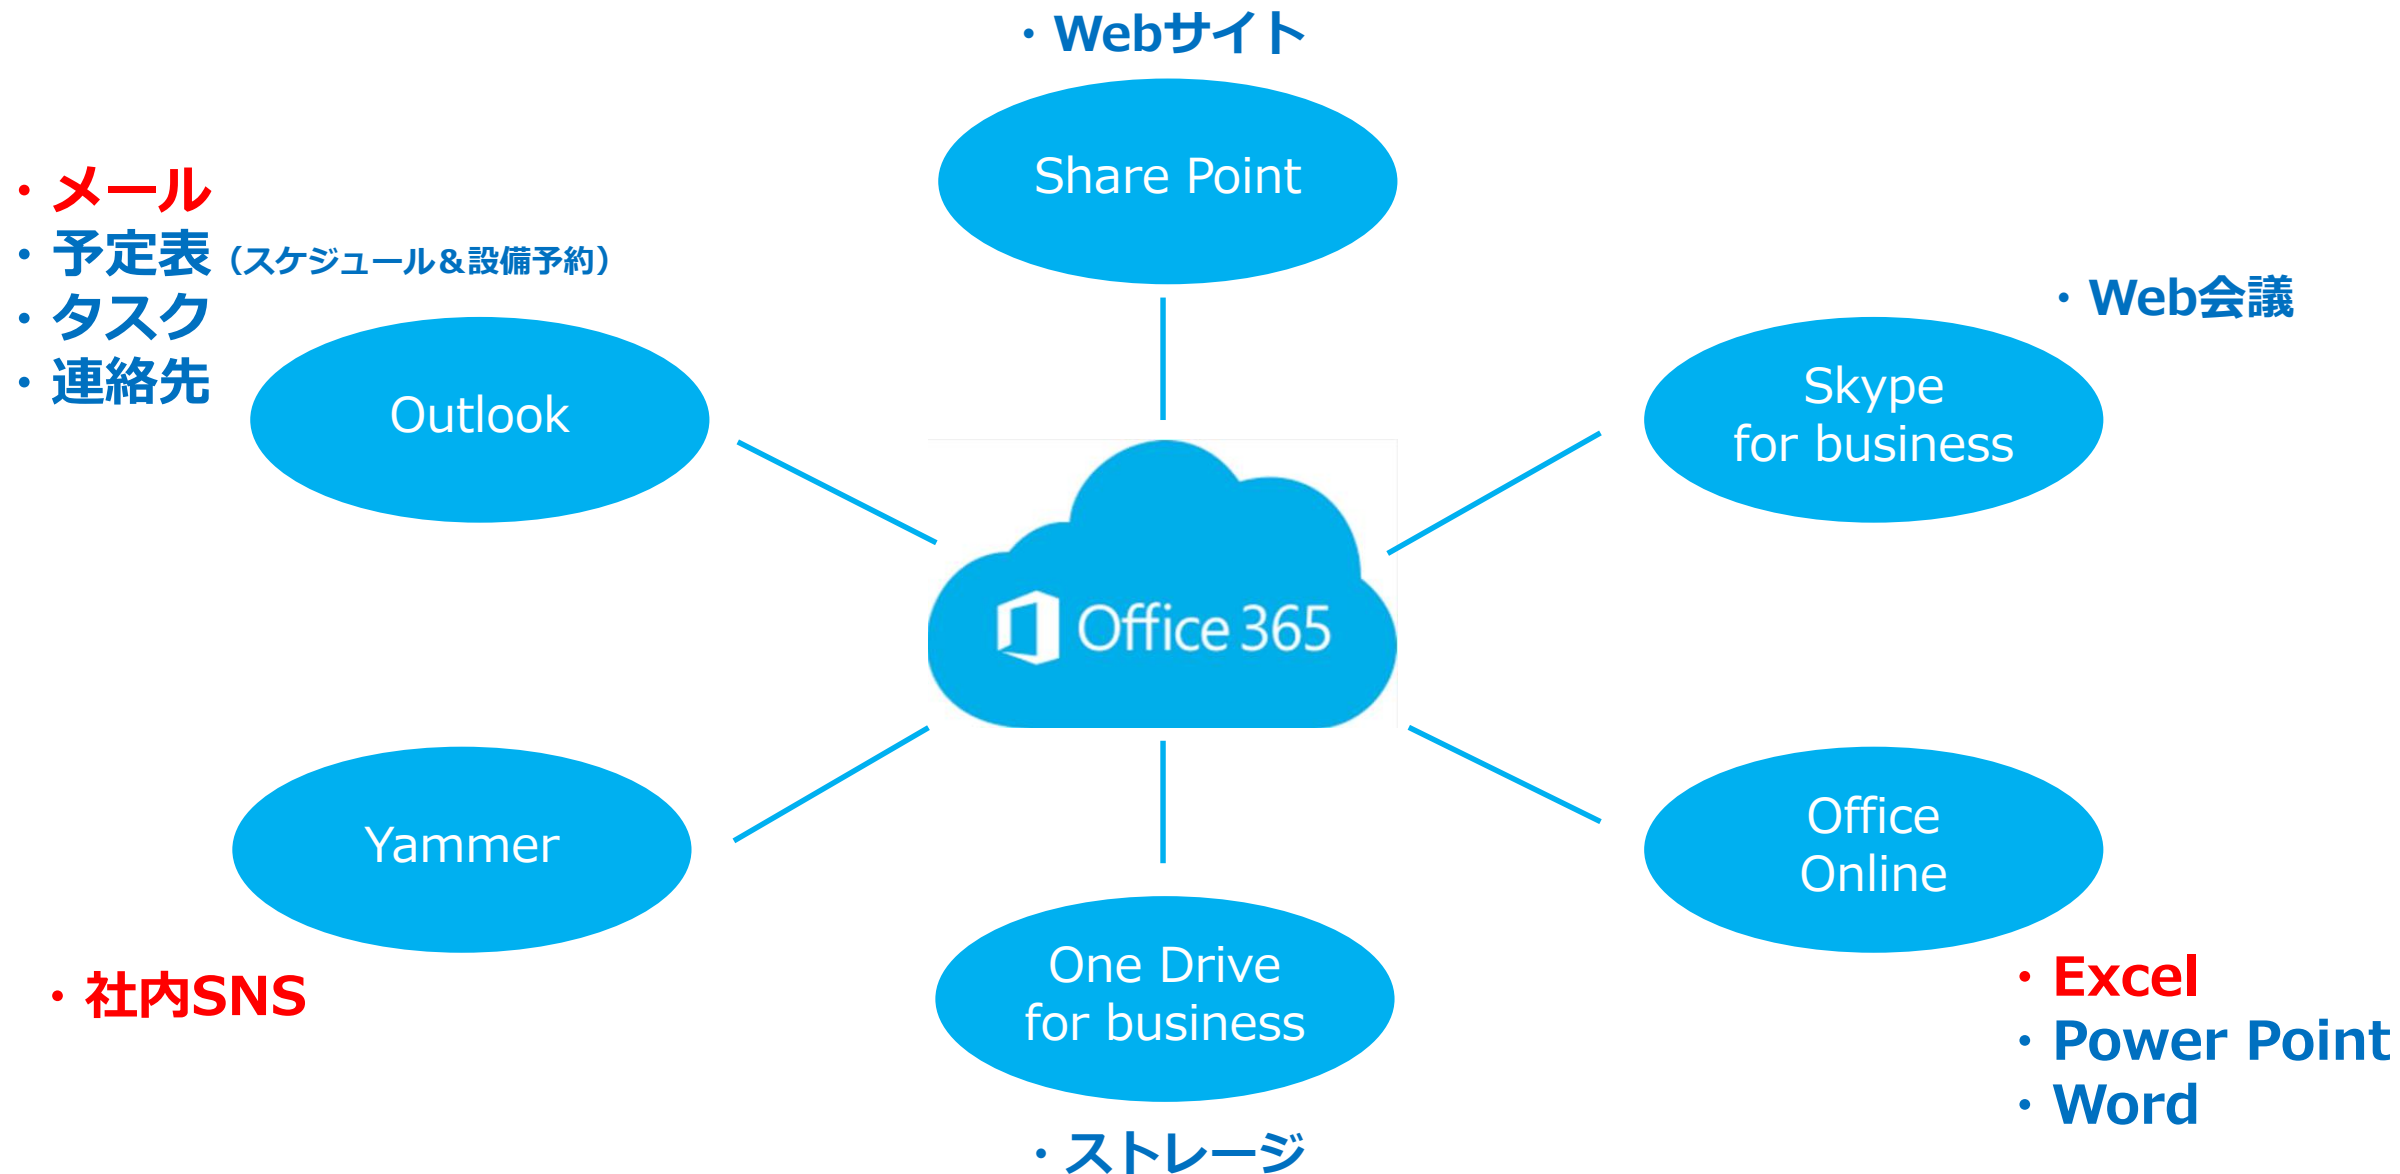 ・Webサイト
Share Point
・メール
・予定表（スケジュール＆設備予約）
・タスク
・連絡先
Outlook
・Web会議
Skype
for business
Office 365
Yammer
・社内SNS
One Drive
for business
・ストレージ
Office
Online
・Excel
・Power Point
・Word